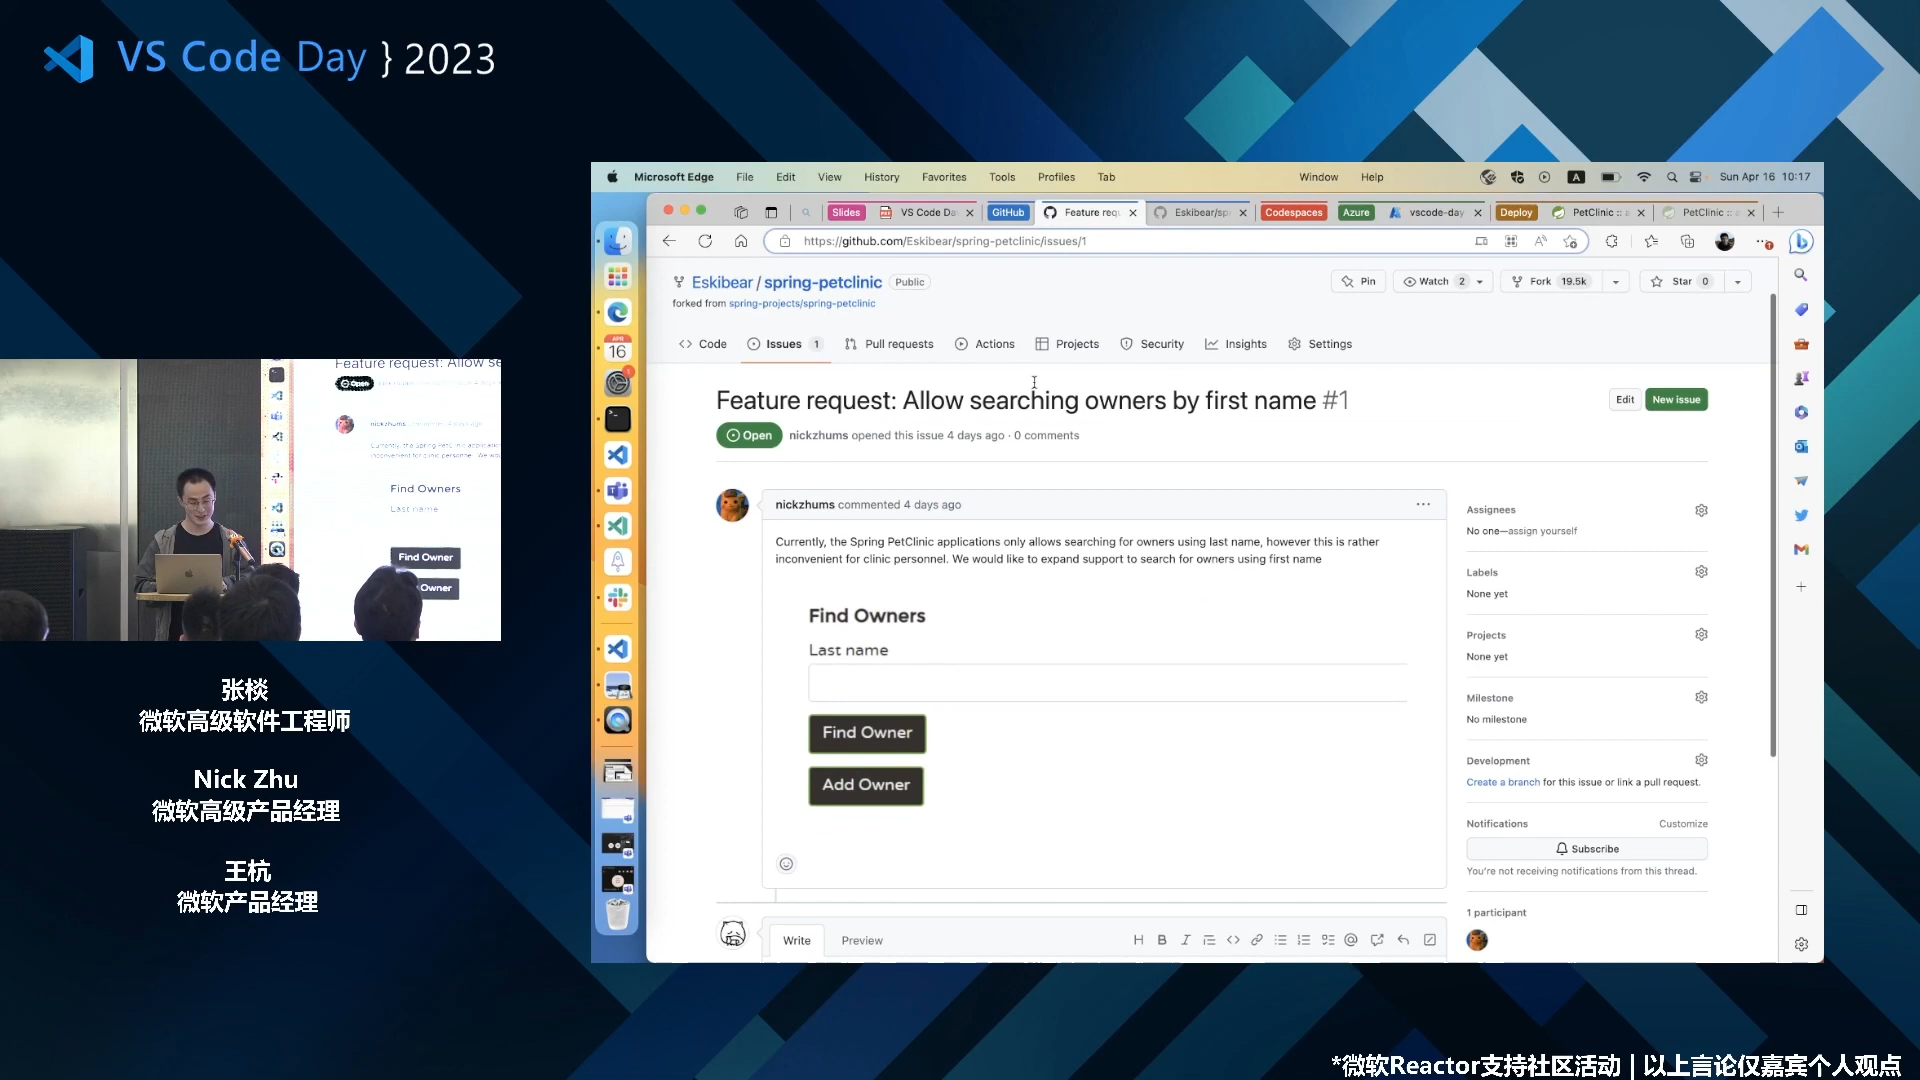 VS Code Day } 2023
Microsoft Edge File Edit View History Favorites Tools Profiles Tab Window Help A Sun Apr 16 10:17
Slides VS Code Da GitHub Feature requ Eskibear/sp Codespaces Azure vscode-day Deploy PetClinic :: a PetClinic ::
https://github.com/Eskibear/spring-petclinic/issues/1
Eskibear / spring-petclinic Public
Pin Watch 2 Fork 19.5k Star 0
forked from spring-projects/spring-petclinic
Code Issues 1 Pull requests Actions Projects Security Insights Settings
Feature request: Allow searching owners by first name #1
Edit New issue
Open nickzhums opened this issue 4 days ago · 0 comments
nickzhums commented 4 days ago
Currently, the Spring PetClinic applications only allows searching for owners using last name, however this is rather
inconvenient for clinic personnel. We would like to expand support to search for owners using first name
Find Owners
Last name
Find Owner
Add Owner
Write Preview
Assignees
No one—assign yourself
Labels
None yet
Projects
None yet
Milestone
No milestone
Development
Create a branch for this issue or link a pull request.
Notifications Customize
Subscribe
You're not receiving notifications from this thread.
1 participant
APR
16
Feature request: Allow se
Open
Find Owners
Last name
Find Owner
Owner
张棪
微软高级软件工程师
Nick Zhu
微软高级产品经理
王杭
微软产品经理
*微软Reactor支持社区活动 | 以上言论仅嘉宾个人观点